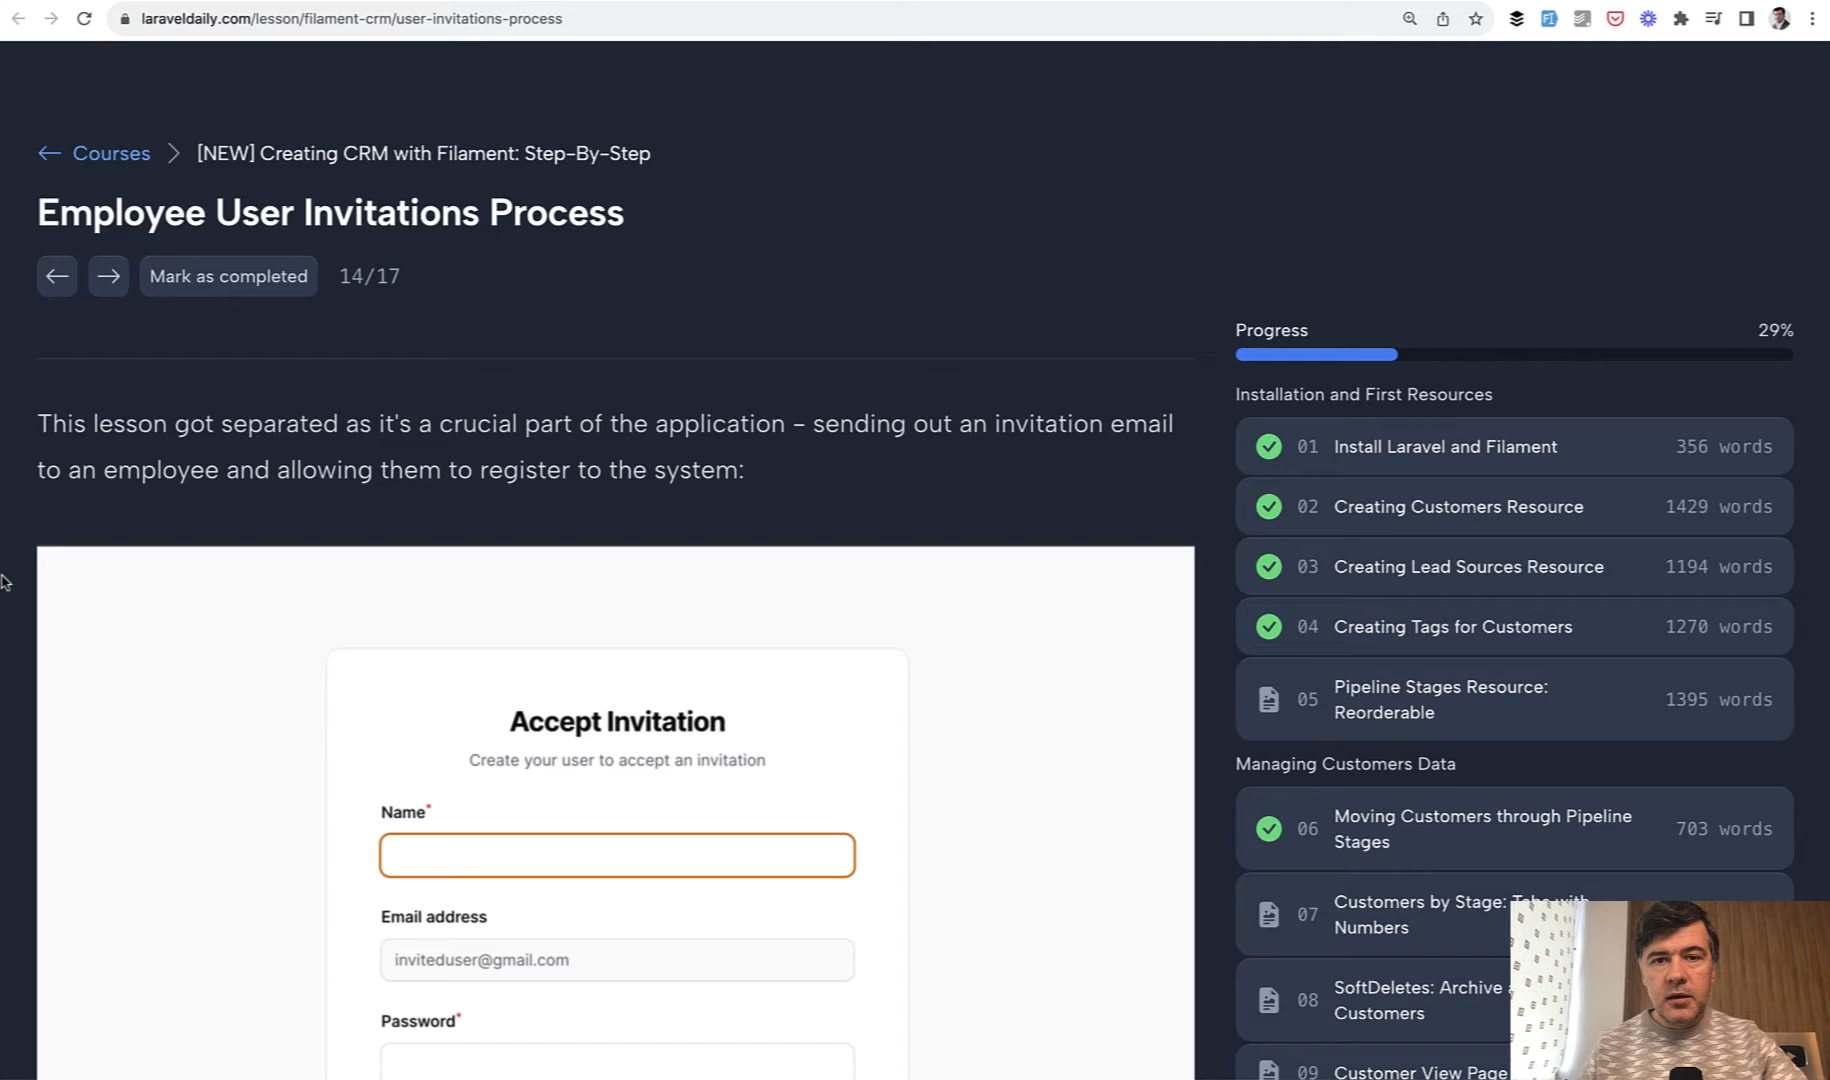 laraveldaily.com/lesson/filament-crm/user-invitations-process
Courses
[NEW] Creating CRM with Filament: Step-By-Step
Employee User Invitations Process
Mark as completed
14/17
This lesson got separated as it's a crucial part of the application – sending out an invitation email
to an employee and allowing them to register to the system:
Accept Invitation
Create your user to accept an invitation
Name*
Email address
inviteduser@gmail.com
Password*
Progress 29%
Installation and First Resources
01 Install Laravel and Filament 356 words
02 Creating Customers Resource 1429 words
03 Creating Lead Sources Resource 1194 words
04 Creating Tags for Customers 1270 words
05 Pipeline Stages Resource:
Reorderable 1395 words
Managing Customers Data
06 Moving Customers through Pipeline
Stages 703 words
07 Customers by Stage: Tabs with
Numbers
08 SoftDeletes: Archive
Customers
09 Customer View Page